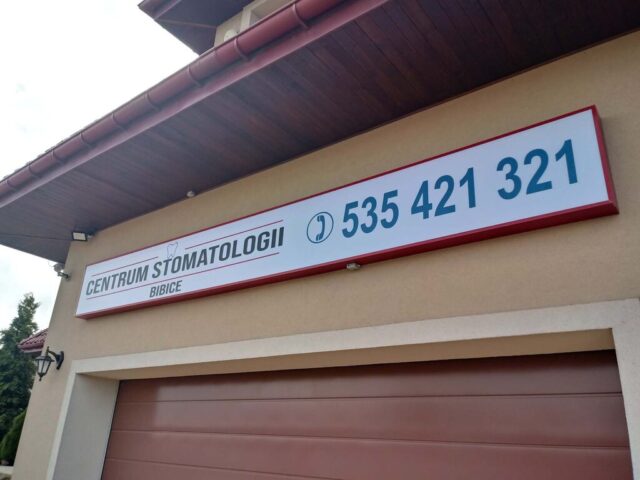 CENTRUM STOMATOLOGII
BIBICE
535 421 321